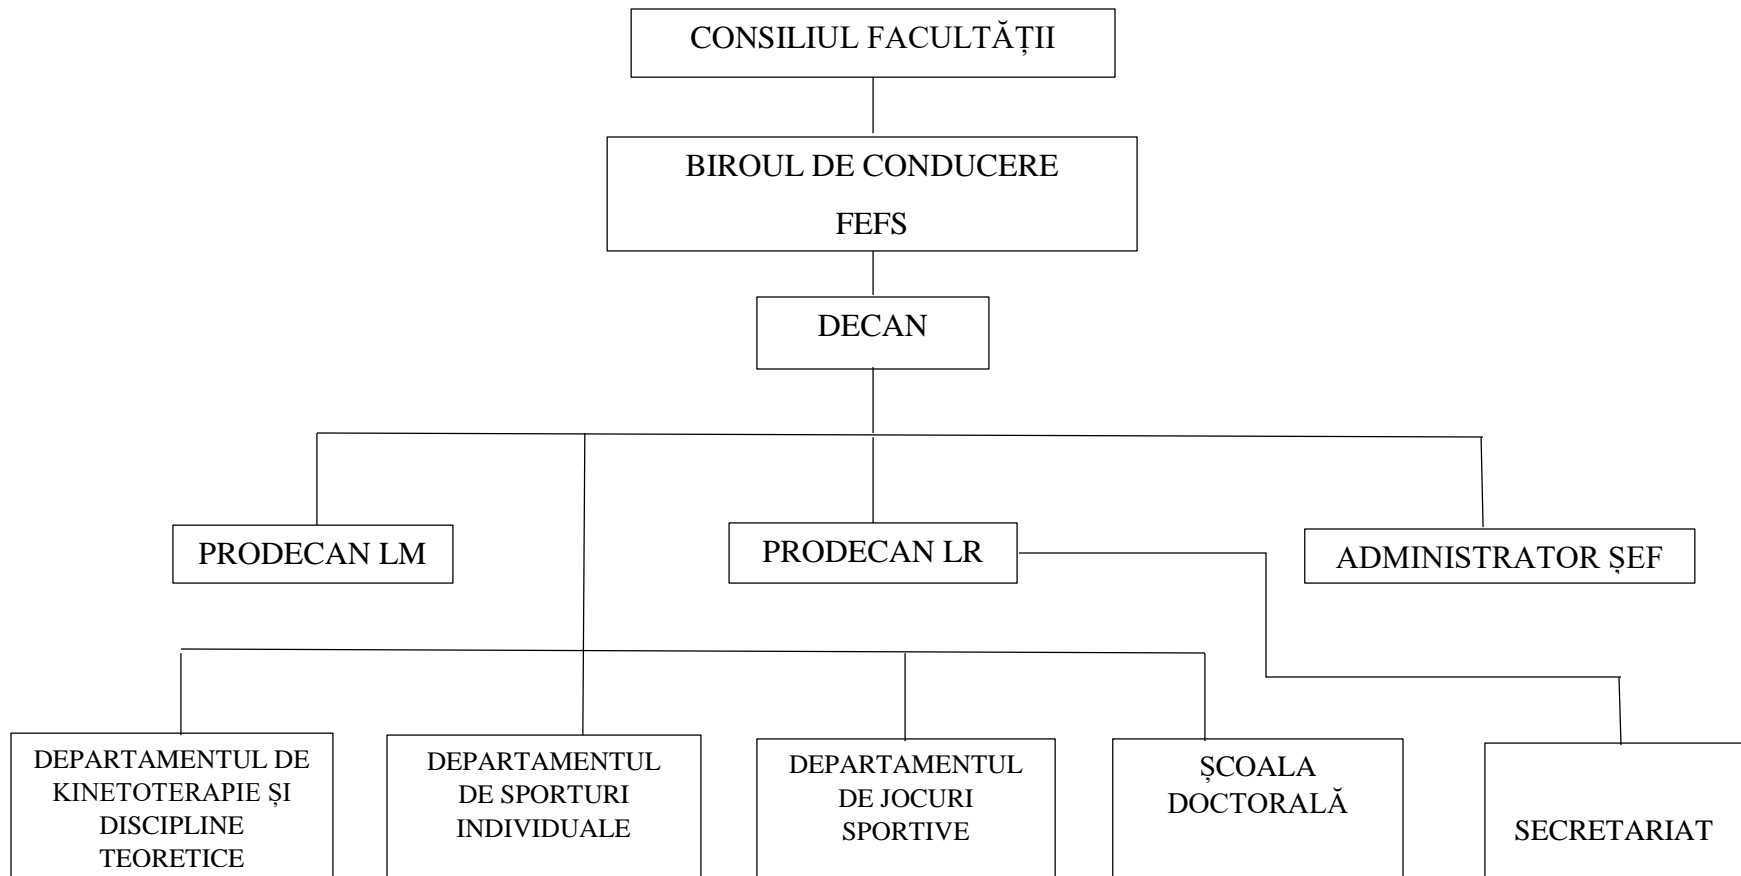 CONSILIUL FACULTĂȚII
BIROUL DE CONDUCERE
FEFS
DECAN
PRODECAN LM
PRODECAN LR
ADMINISTRATOR ȘEF
DEPARTAMENTUL DE
KINETOTERAPIE ȘI
DISCIPLINE
TEORETICE
DEPARTAMENTUL
DE SPORTURI
INDIVIDUALE
DEPARTAMENTUL
DE JOCURI
SPORTIVE
ȘCOALA
DOCTORALĂ
SECRETARIAT